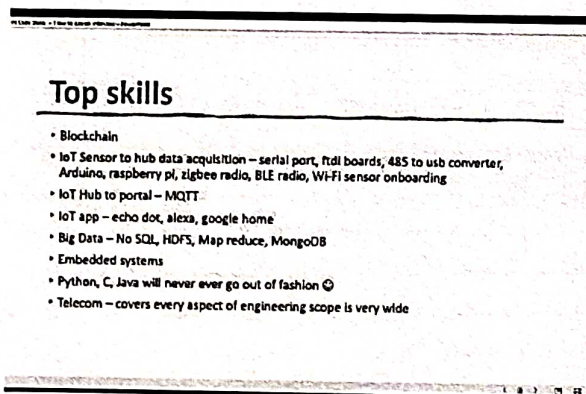 Top skills
• Blockchain
• IoT Sensor to hub data acquisition – serial port, ftdi boards, 485 to usb converter,
Arduino, raspberry pi, zigbee radio, BLE radio, Wi-Fi sensor onboarding
• IoT Hub to portal – MQTT
• IoT app – echo dot, alexa, google home
• Big Data – No SQL, HDFS, Map reduce, MongoDB
• Embedded systems
• Python, C, Java will never ever go out of fashion ☺
• Telecom – covers every aspect of engineering scope is very wide